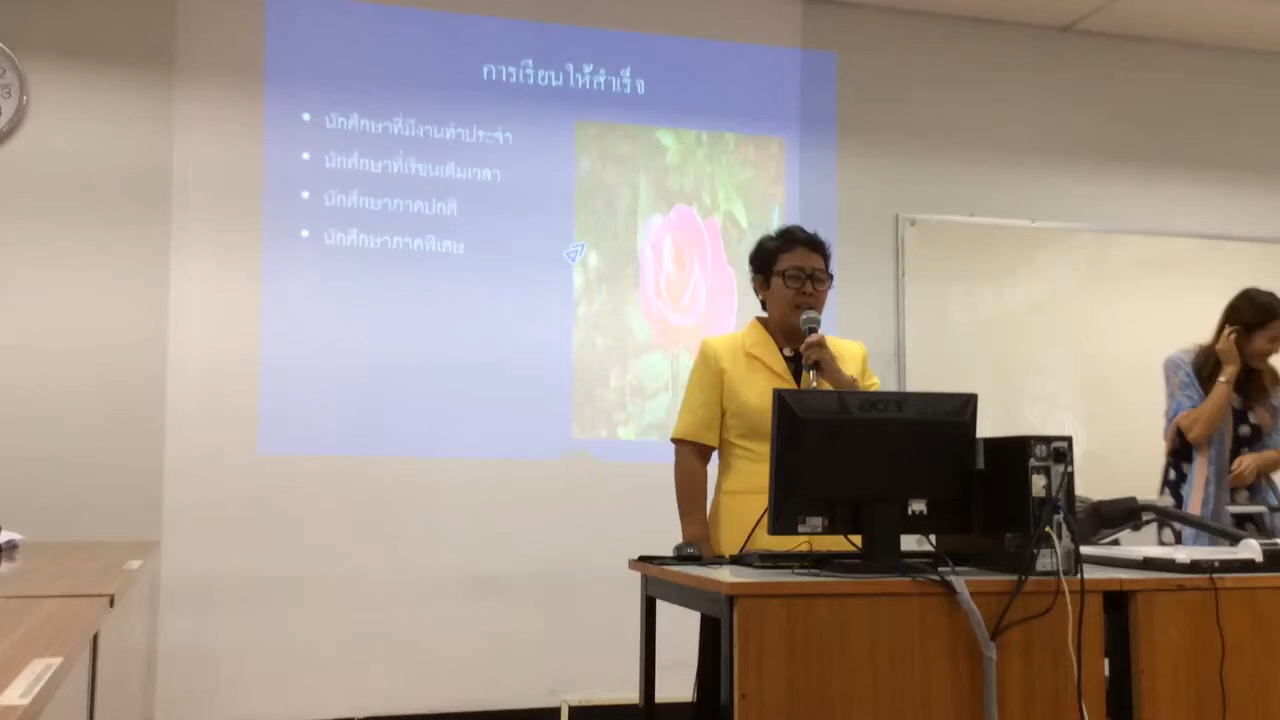 การเรียนให้สำเร็จ
• นักศึกษาที่มีงานทำประจำ
• นักศึกษาที่เรียนเต็มเวลา
• นักศึกษาภาคปกติ
• นักศึกษาภาคพิเศษ
acer
2
3